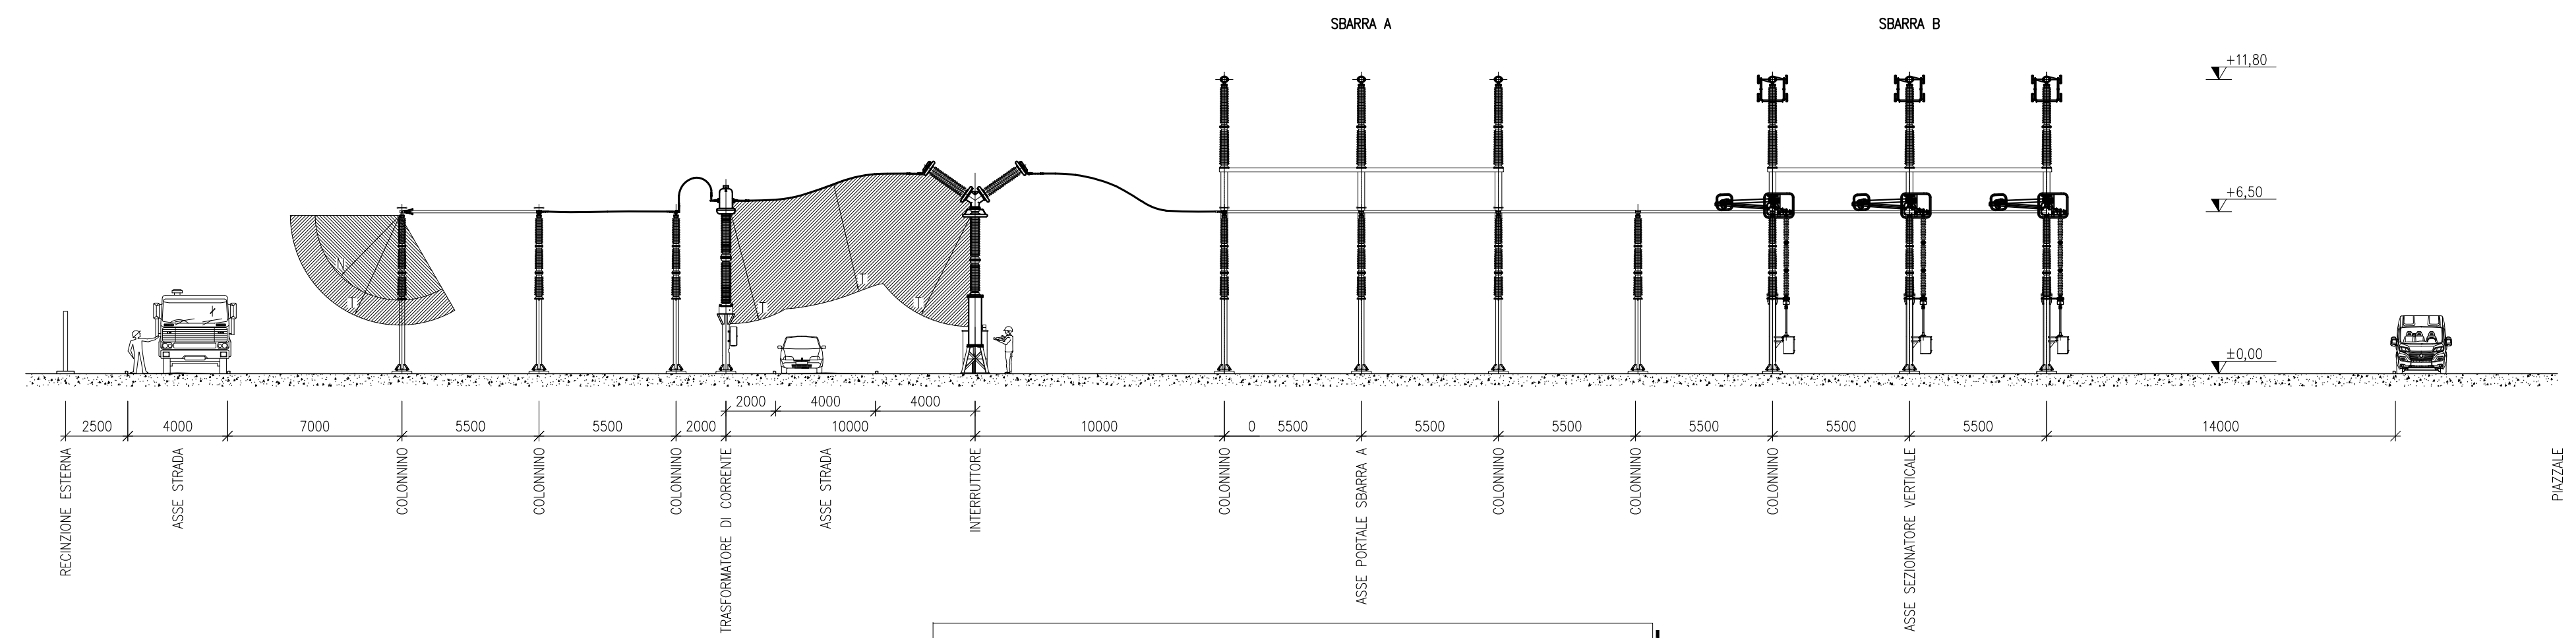 SBARRA A
SBARRA B
+11,80
+6,50
±0,00
N
T
T
T
T
2000 4000 4000
2500 4000 7000 5500 5500 2000 10000 10000 0 5500 5500 5500 5500 5500 5500 14000
RECINZIONE ESTERNA
ASSE STRADA
COLONNINO
COLONNINO
COLONNINO
TRASFORMATORE DI CORRENTE
ASSE STRADA
INTERRUTTORE
COLONNINO
ASSE PORTALE SBARRA A
COLONNINO
COLONNINO
COLONNINO
ASSE SEZIONATORE VERTICALE
PIAZZALE